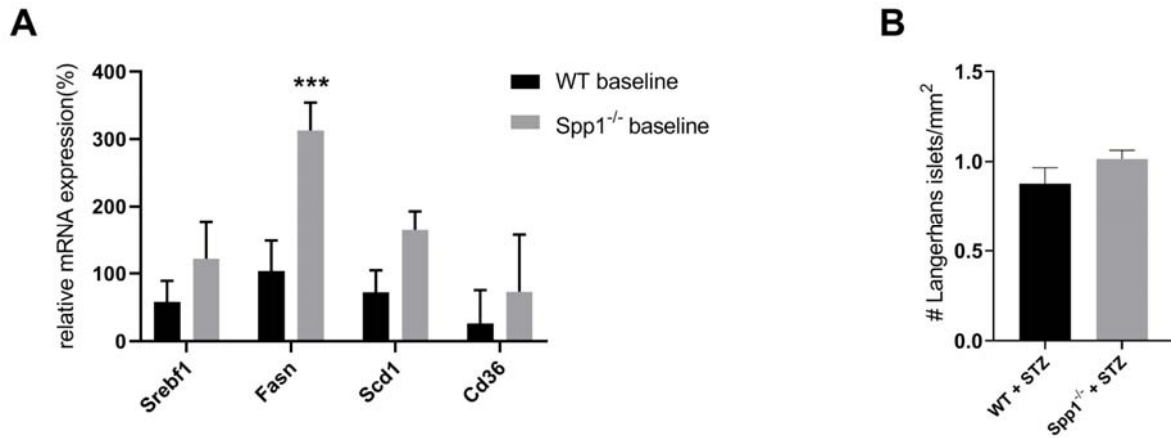 A
relative mRNA expression(%)
400
300
200
100
0
***
WT baseline
Spp1-/- baseline
Srebf1
Fasn
Scd1
Cd36
B
# Langerhans islets/mm2
1.5
1.0
0.5
0.0
WT + STZ
Spp1-/- + STZ